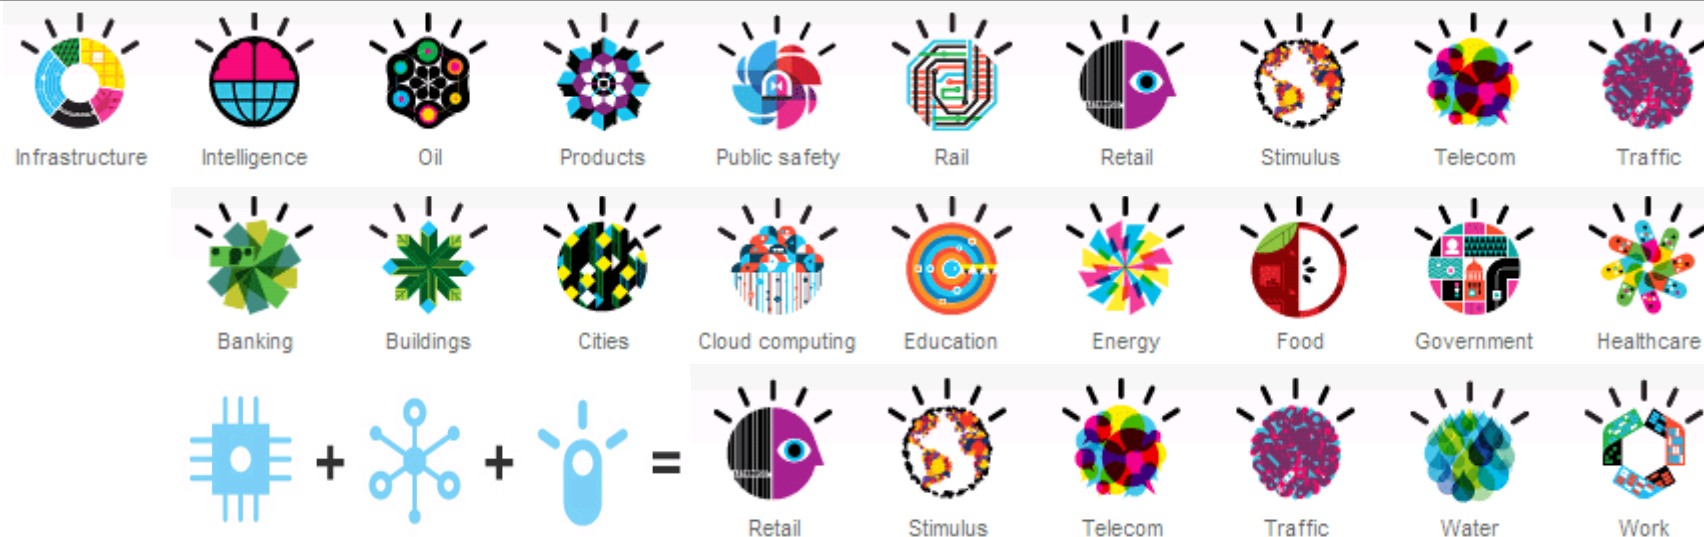 Infrastructure Intelligence Oil Products Public safety Rail Retail Stimulus Telecom Traffic
Banking Buildings Cities Cloud computing Education Energy Food Government Healthcare
+ + =
Retail Stimulus Telecom Traffic Water Work